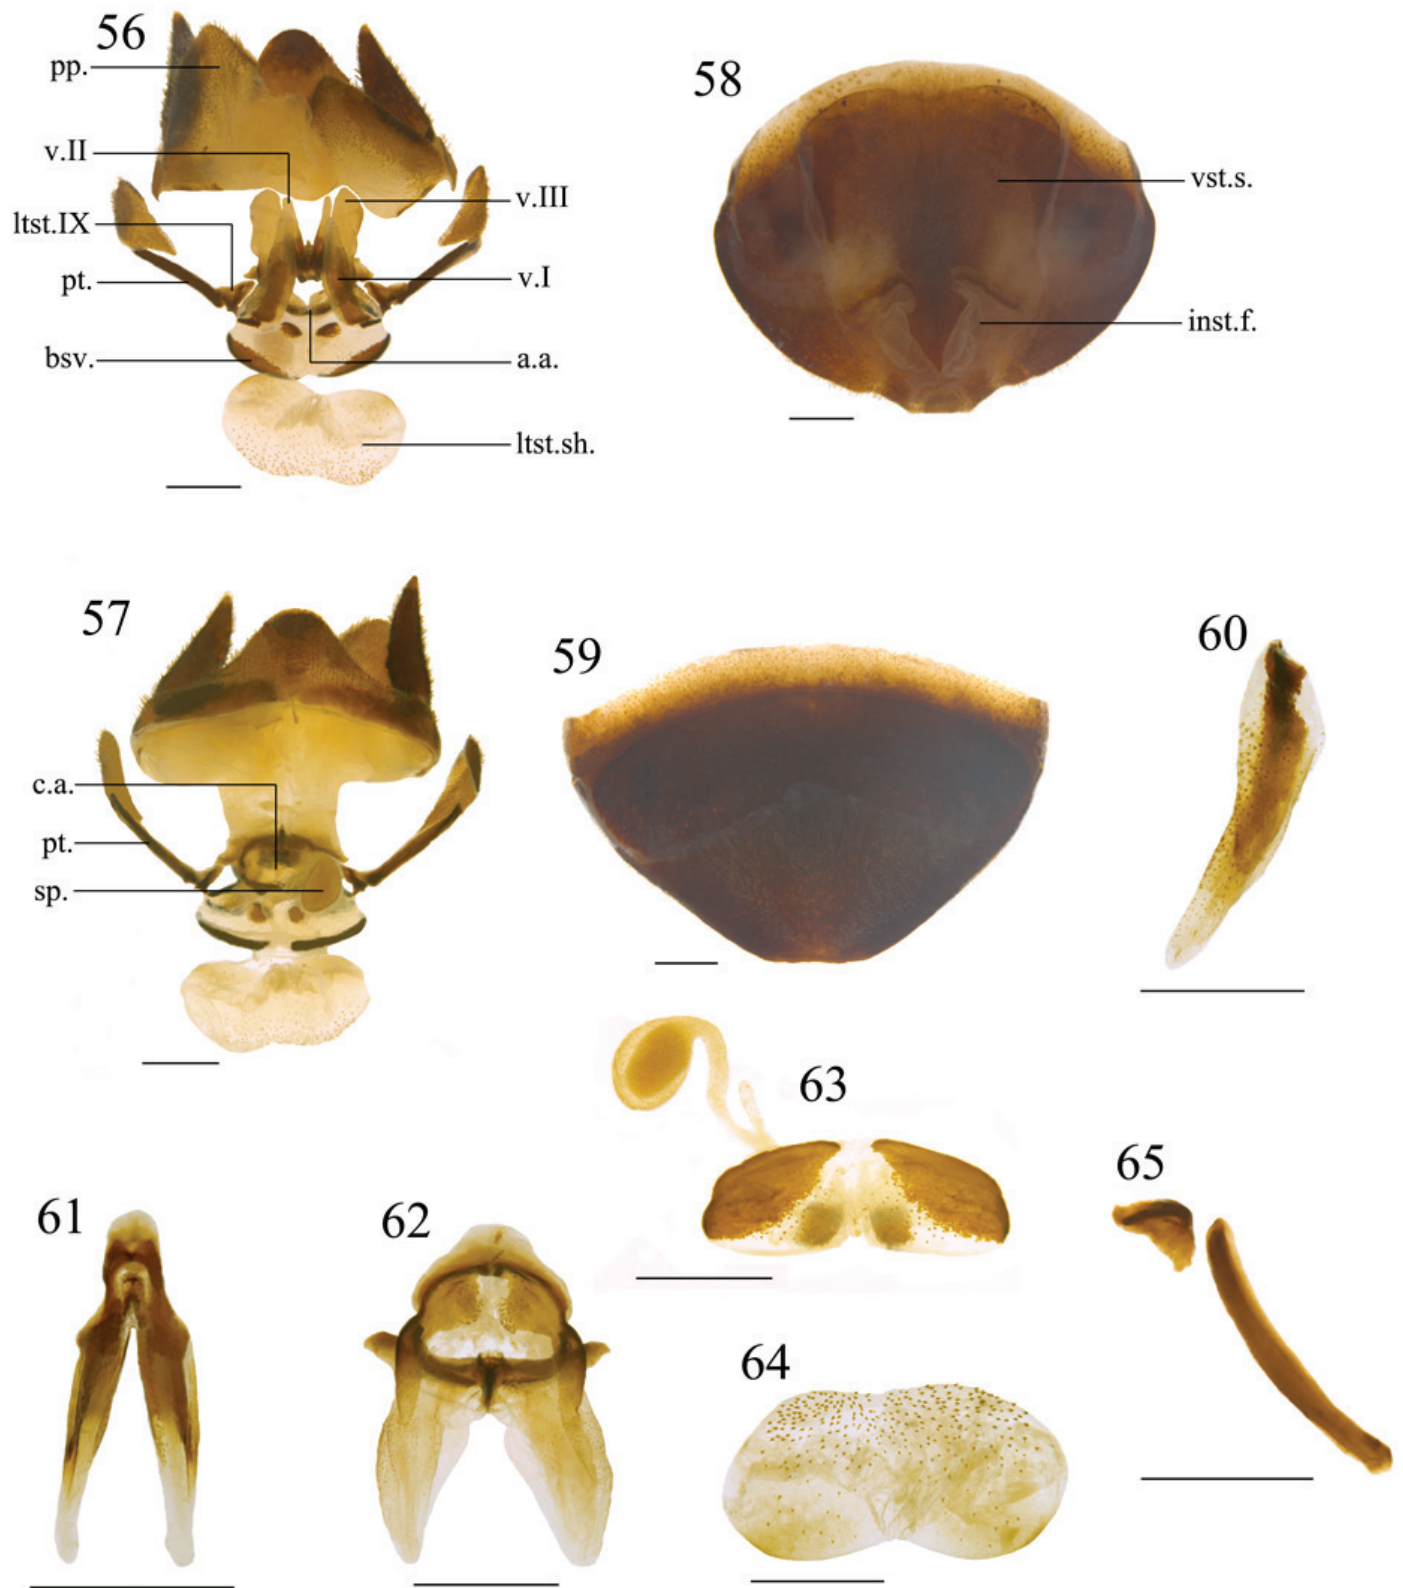 56
pp.
v.II
ltst.IX
pt.
bsv.
v.III
v.I
a.a.
ltst.sh.
58
vst.s.
inst.f.
57
c.a.
pt.
sp.
59
60
61
62
63
64
65